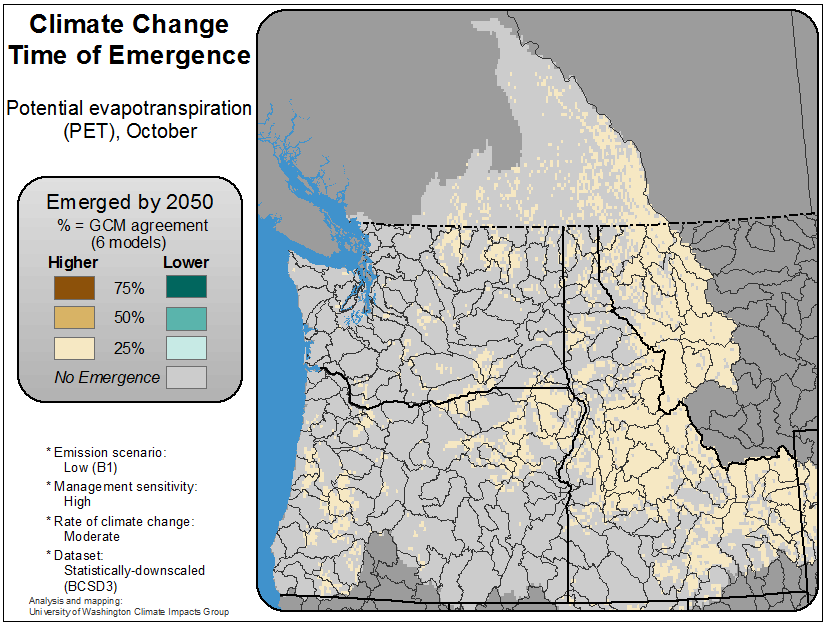 Climate Change
Time of Emergence
Potential evapotranspiration
(PET), October
Emerged by 2050
% = GCM agreement
(6 models)
Higher Lower
75%
50%
25%
No Emergence
* Emission scenario:
Low (B1)
* Management sensitivity:
High
* Rate of climate change:
Moderate
* Dataset:
Statistically-downscaled
(BCSD3)
Analysis and mapping:
University of Washington Climate Impacts Group